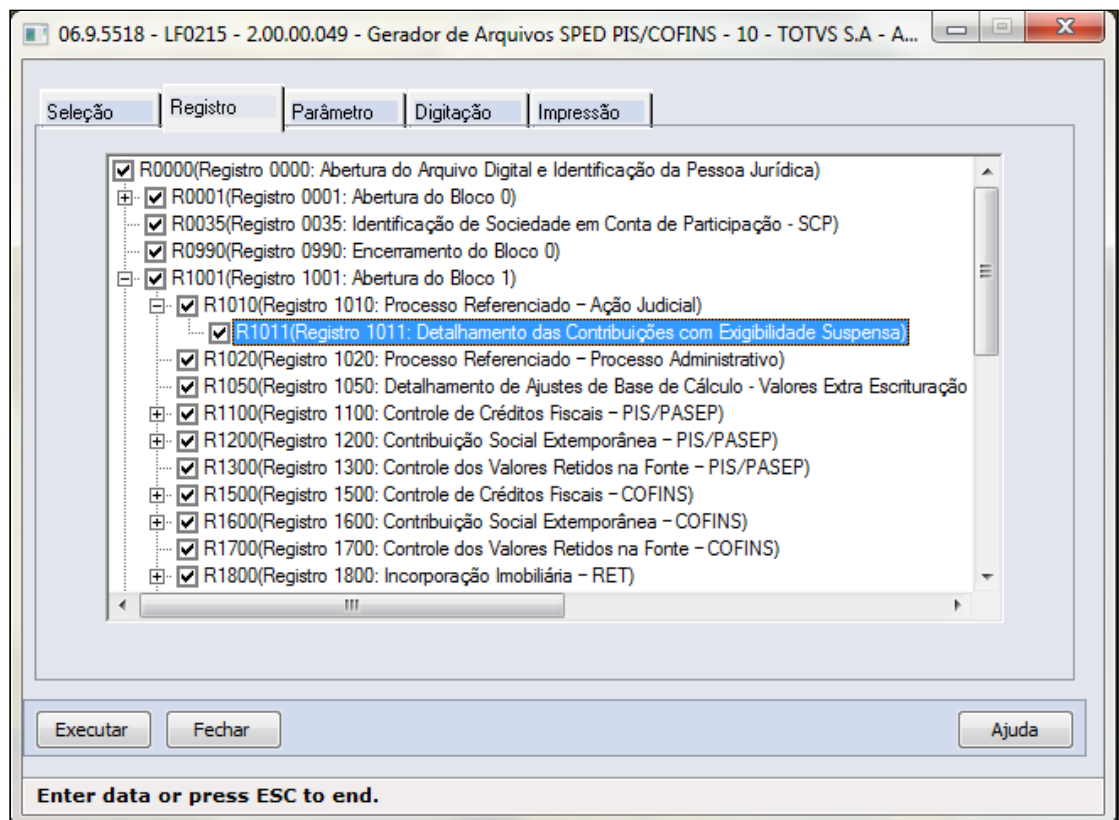 06.9.5518 - LF0215 - 2.00.00.049 - Gerador de Arquivos SPED PIS/COFINS - 10 - TOTVS S.A - A...
Seleção Registro Parâmetro Digitação Impressão
R0000(Registro 0000: Abertura do Arquivo Digital e Identificação da Pessoa Jurídica)
R0001(Registro 0001: Abertura do Bloco 0)
R0035(Registro 0035: Identificação de Sociedade em Conta de Participação - SCP)
R0990(Registro 0990: Encerramento do Bloco 0)
R1001(Registro 1001: Abertura do Bloco 1)
R1010(Registro 1010: Processo Referenciado – Ação Judicial)
R1011(Registro 1011: Detalhamento das Contribuições com Exigibilidade Suspensa)
R1020(Registro 1020: Processo Referenciado – Processo Administrativo)
R1050(Registro 1050: Detalhamento de Ajustes de Base de Cálculo - Valores Extra Escrituração
R1100(Registro 1100: Controle de Créditos Fiscais – PIS/PASEP)
R1200(Registro 1200: Contribuição Social Extemporânea – PIS/PASEP)
R1300(Registro 1300: Controle dos Valores Retidos na Fonte – PIS/PASEP)
R1500(Registro 1500: Controle de Créditos Fiscais – COFINS)
R1600(Registro 1600: Contribuição Social Extemporânea – COFINS)
R1700(Registro 1700: Controle dos Valores Retidos na Fonte – COFINS)
R1800(Registro 1800: Incorporação Imobiliária – RET)
Executar Fechar Ajuda
Enter data or press ESC to end.